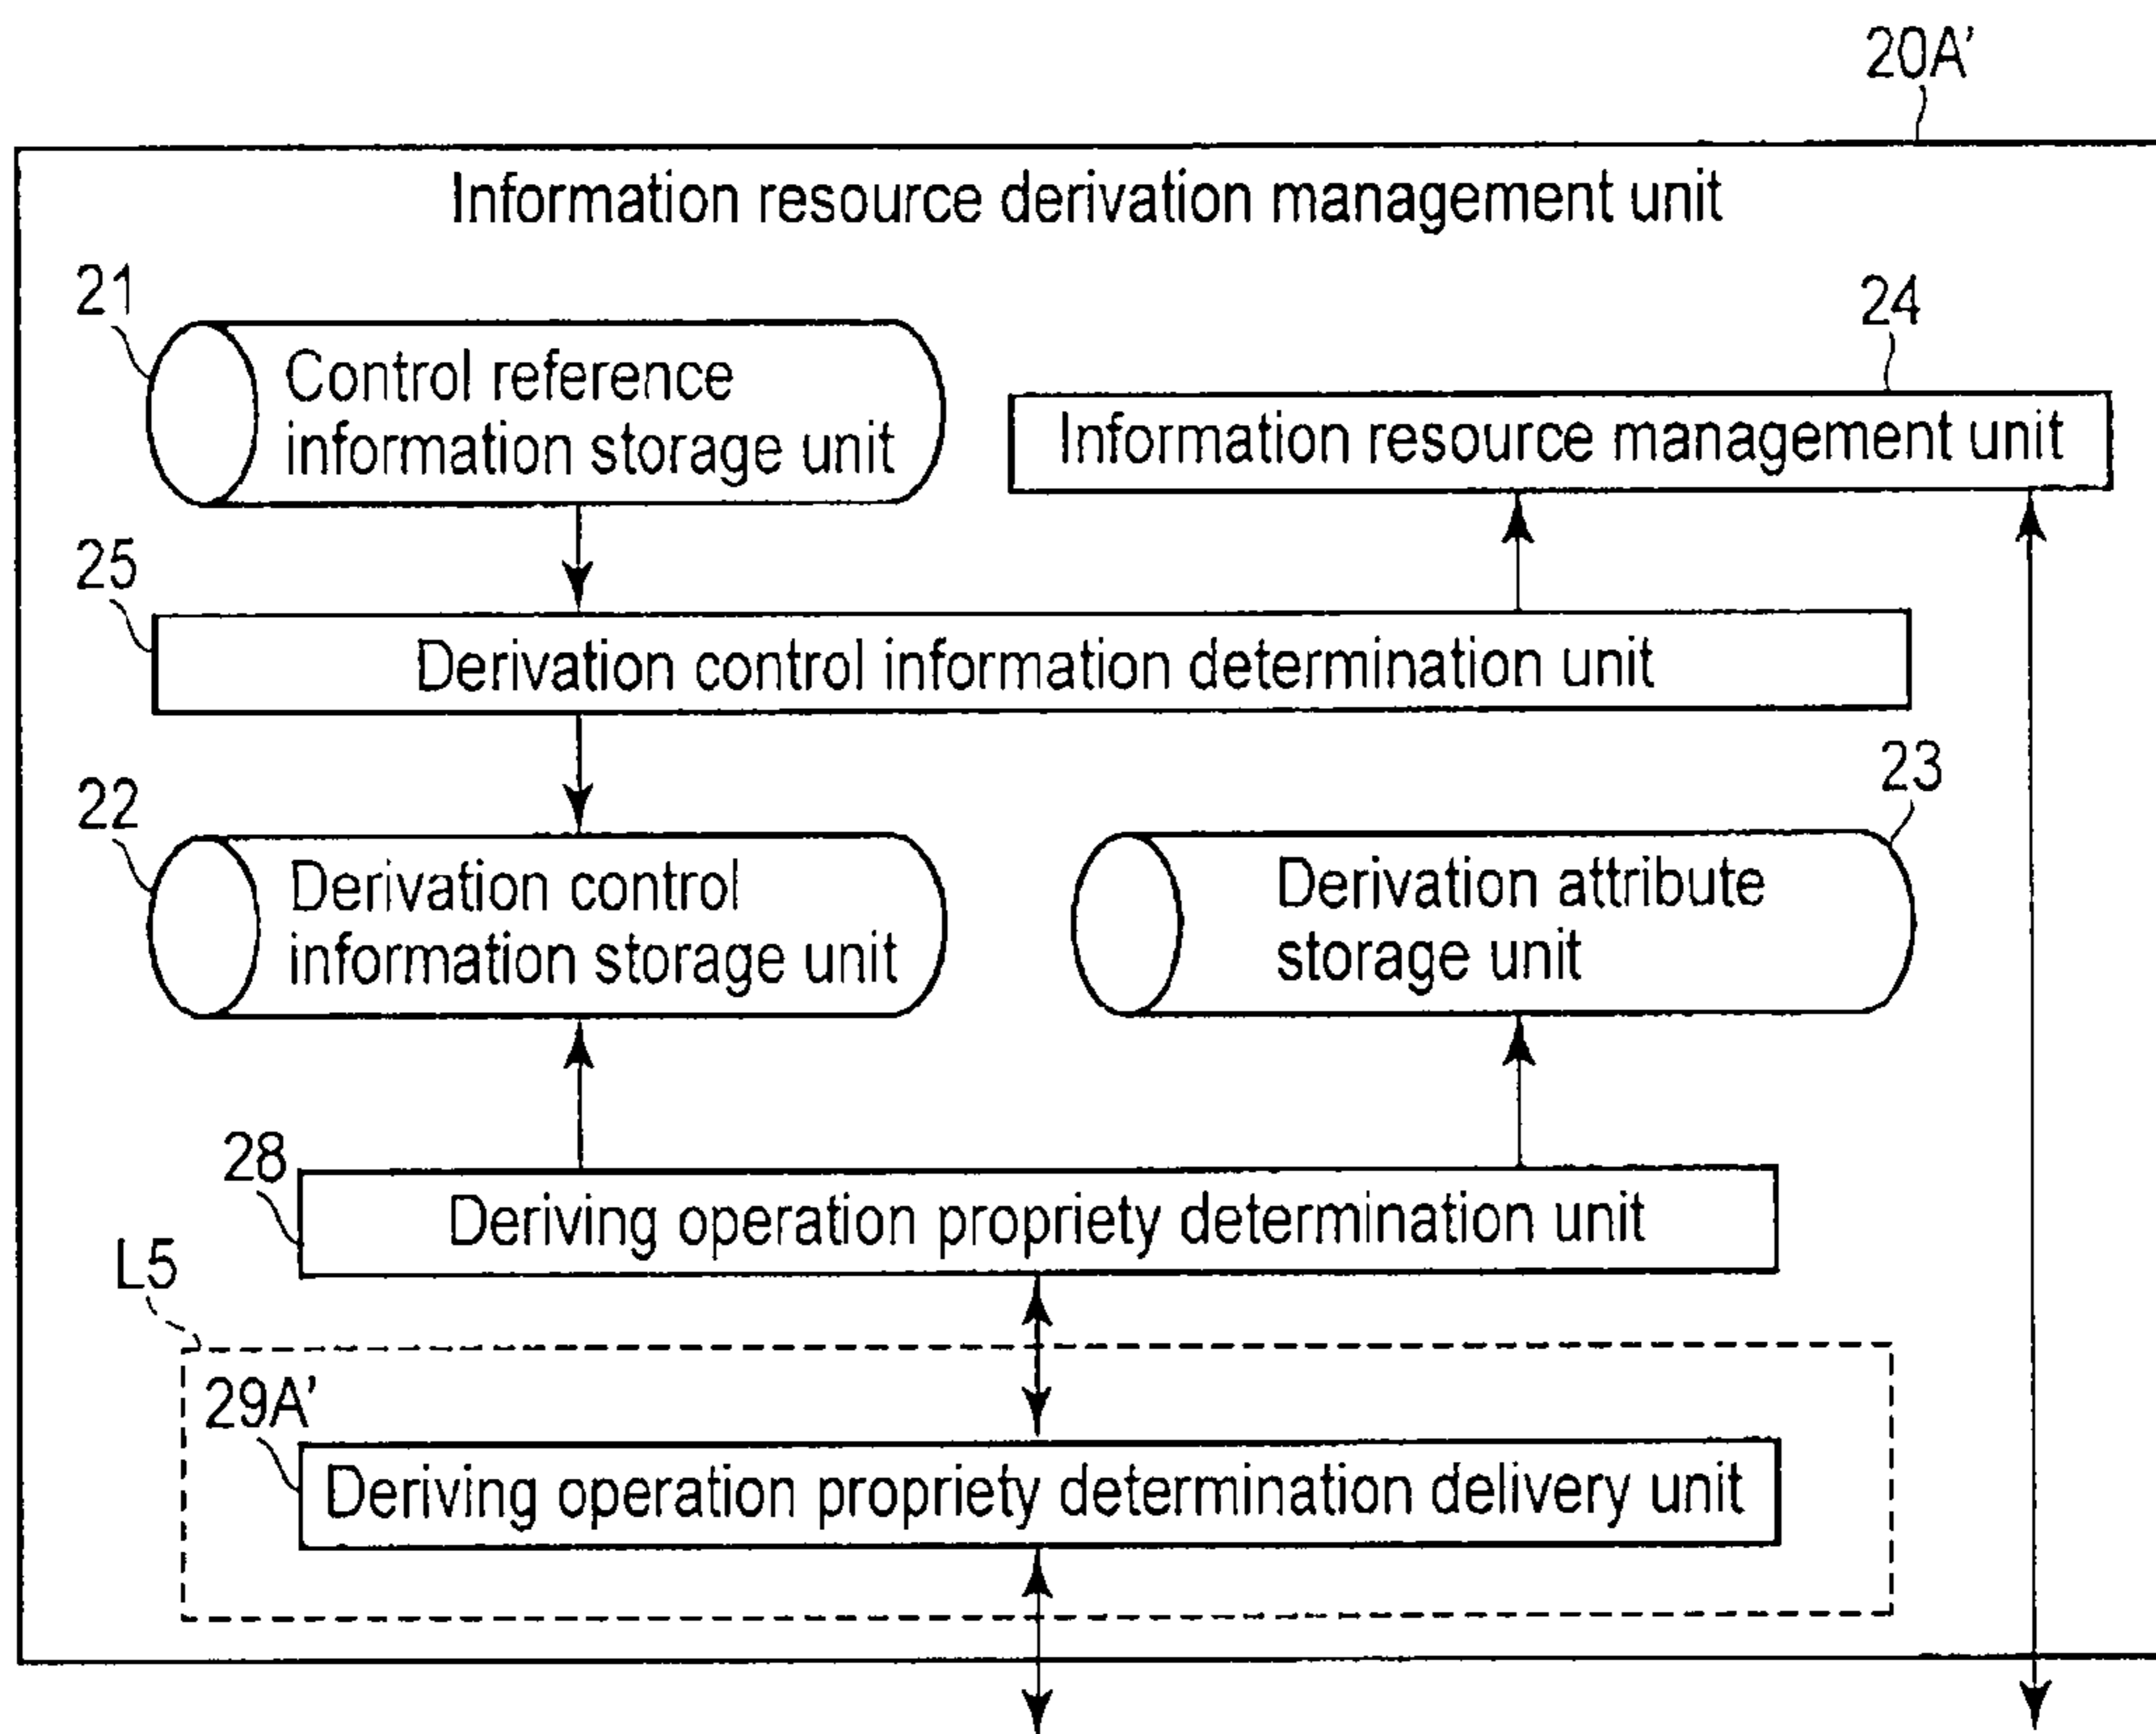 20A'
Information resource derivation management unit
21
Control reference
information storage unit
24
Information resource management unit
25
Derivation control information determination unit
22
Derivation control
information storage unit
23
Derivation attribute
storage unit
28
Deriving operation propriety determination unit
L5
29A'
Deriving operation propriety determination delivery unit